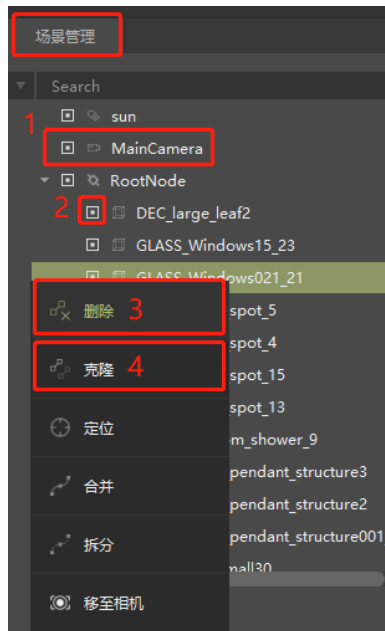 场景管理
Search
1
sun
MainCamera
RootNode
2
DEC_large_leaf2
GLASS_Windows15_23
GLASS_Windows021_21
删除 3
spot_5
spot_4
克隆 4
spot_15
spot_13
定位
m_shower_9
pendant_structure3
合并
pendant_structure2
拆分
pendant_structure001
mall30
移至相机